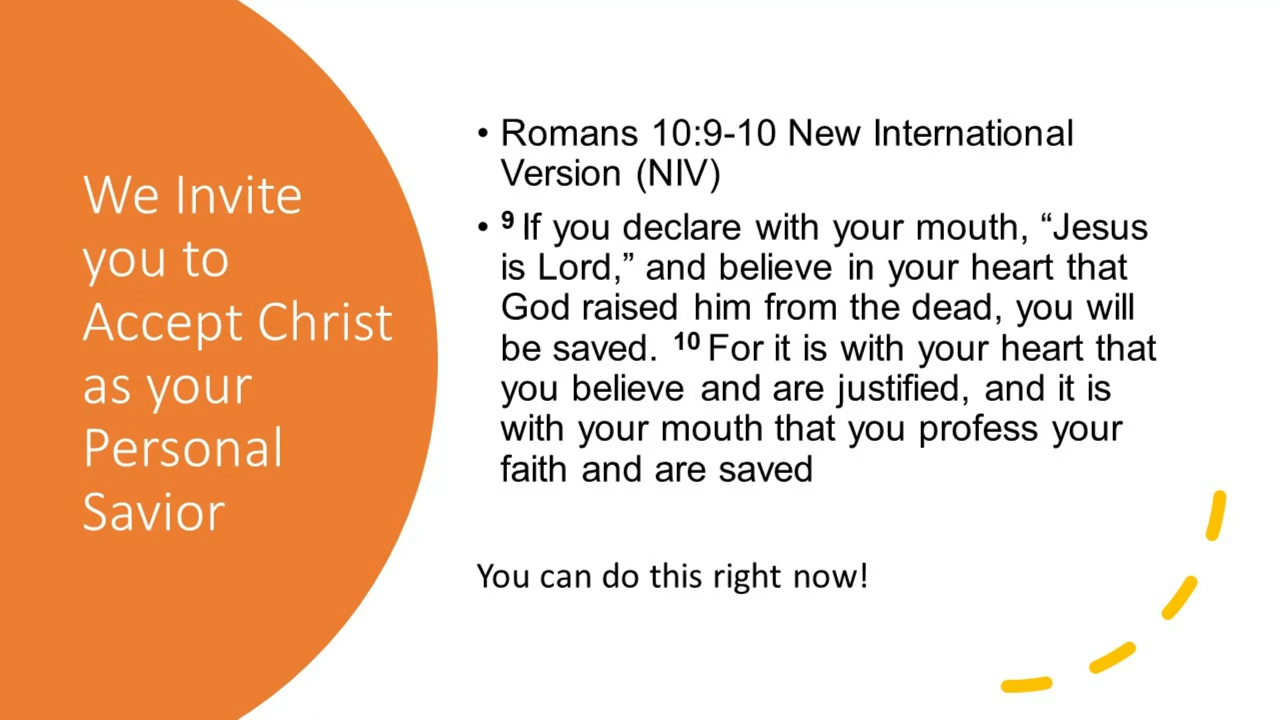 We Invite
you to
Accept Christ
as your
Personal
Savior
• Romans 10:9-10 New International
Version (NIV)
• 9 If you declare with your mouth, “Jesus
is Lord,” and believe in your heart that
God raised him from the dead, you will
be saved. 10 For it is with your heart that
you believe and are justified, and it is
with your mouth that you profess your
faith and are saved
You can do this right now!